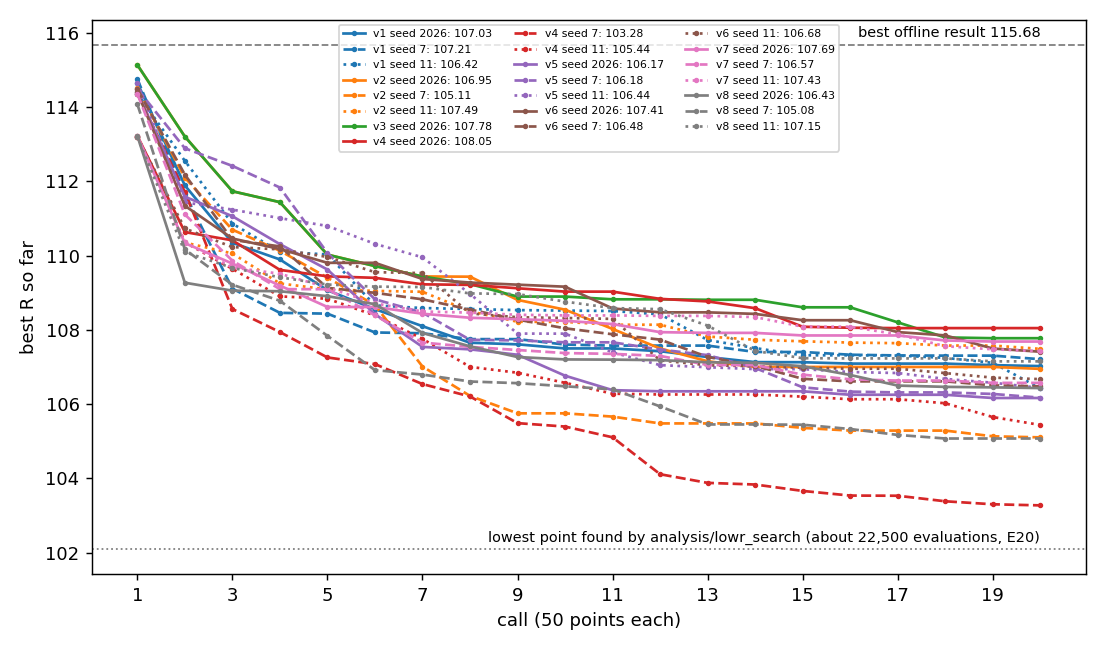 116
114
112
110
108
106
104
102
best R so far
v1 seed 2026: 107.03
v1 seed 7: 107.21
v1 seed 11: 106.42
v2 seed 2026: 106.95
v2 seed 7: 105.11
v2 seed 11: 107.49
v3 seed 2026: 107.78
v4 seed 2026: 108.05
v4 seed 7: 103.28
v4 seed 11: 105.44
v5 seed 2026: 106.17
v5 seed 7: 106.18
v5 seed 11: 106.44
v6 seed 2026: 107.41
v6 seed 7: 106.48
v6 seed 11: 106.68
v7 seed 2026: 107.69
v7 seed 7: 106.57
v7 seed 11: 107.43
v8 seed 2026: 106.43
v8 seed 7: 105.08
v8 seed 11: 107.15
best offline result 115.68
lowest point found by analysis/lowr_search (about 22,500 evaluations, E20)
1 3 5 7 9 11 13 15 17 19
call (50 points each)